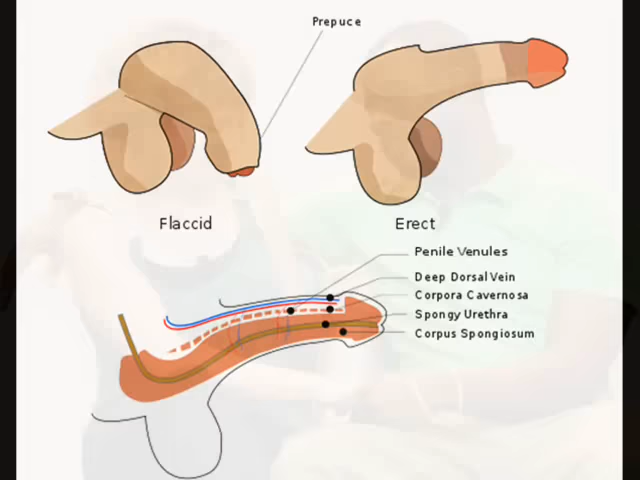 Prepuce
Flaccid
Erect
Penile Venules
Deep Dorsal Vein
Corpora Cavernosa
Spongy Urethra
Corpus Spongiosum